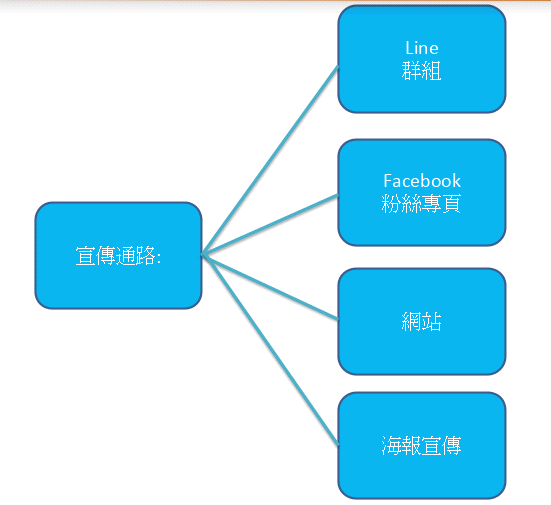 宣傳通路:
Line
群組
Facebook
粉絲專頁
網站
海報宣傳